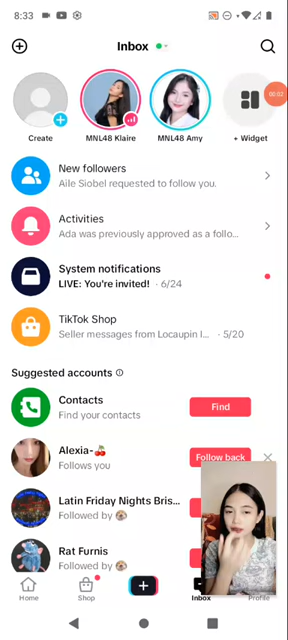 8:33
Inbox
00:02
Create
MNL48 Klaire
MNL48 Amy
+ Widget
New followers
Aile Siobel requested to follow you.
Activities
Ada was previously approved as a follo...
System notifications
LIVE: You're invited! · 6/24
TikTok Shop
Seller messages from Locaupin I... · 5/20
Suggested accounts
Contacts
Find your contacts
Find
Alexia-🍒
Follows you
Follow back
Latin Friday Nights Bris...
Followed by
Rat Furnis
Followed by
Home
Shop
Inbox
Profile